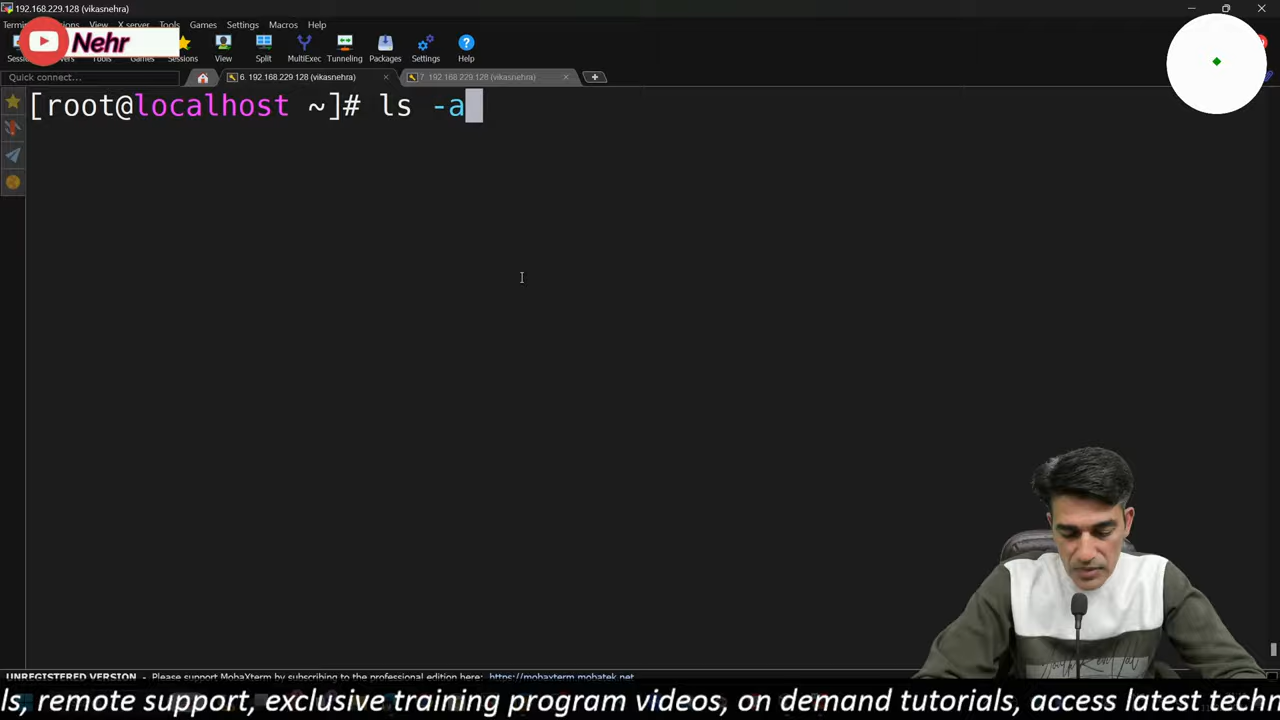 192.168.229.128 (vikasnehra)
View X server Tools Games Settings Macros Help
Nehr
View Split MultiExec Tunneling Packages Settings Help
Quick connect...
6. 192.168.229.128 (vikasnehra)
7. 192.168.229.128 (vikasnehra)
[root@localhost ~]# ls -a
UNREGISTERED VERSION - Please support MobaXterm by subscribing to the professional edition here: https://mobaxterm.mobatek.net
ls, remote support, exclusive training program videos, on demand tutorials, access latest techn